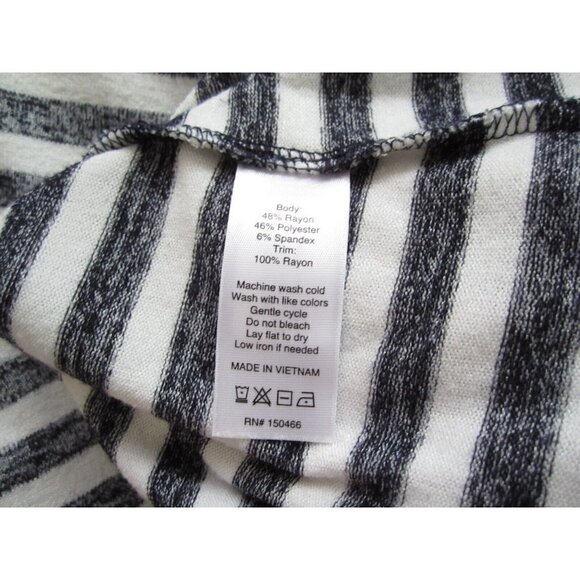 Body:
48% Rayon
46% Polyester
6% Spandex
Trim:
100% Rayon
Machine wash cold
Wash with like colors
Gentle cycle
Do not bleach
Lay flat to dry
Low iron if needed
MADE IN VIETNAM
RN# 150466